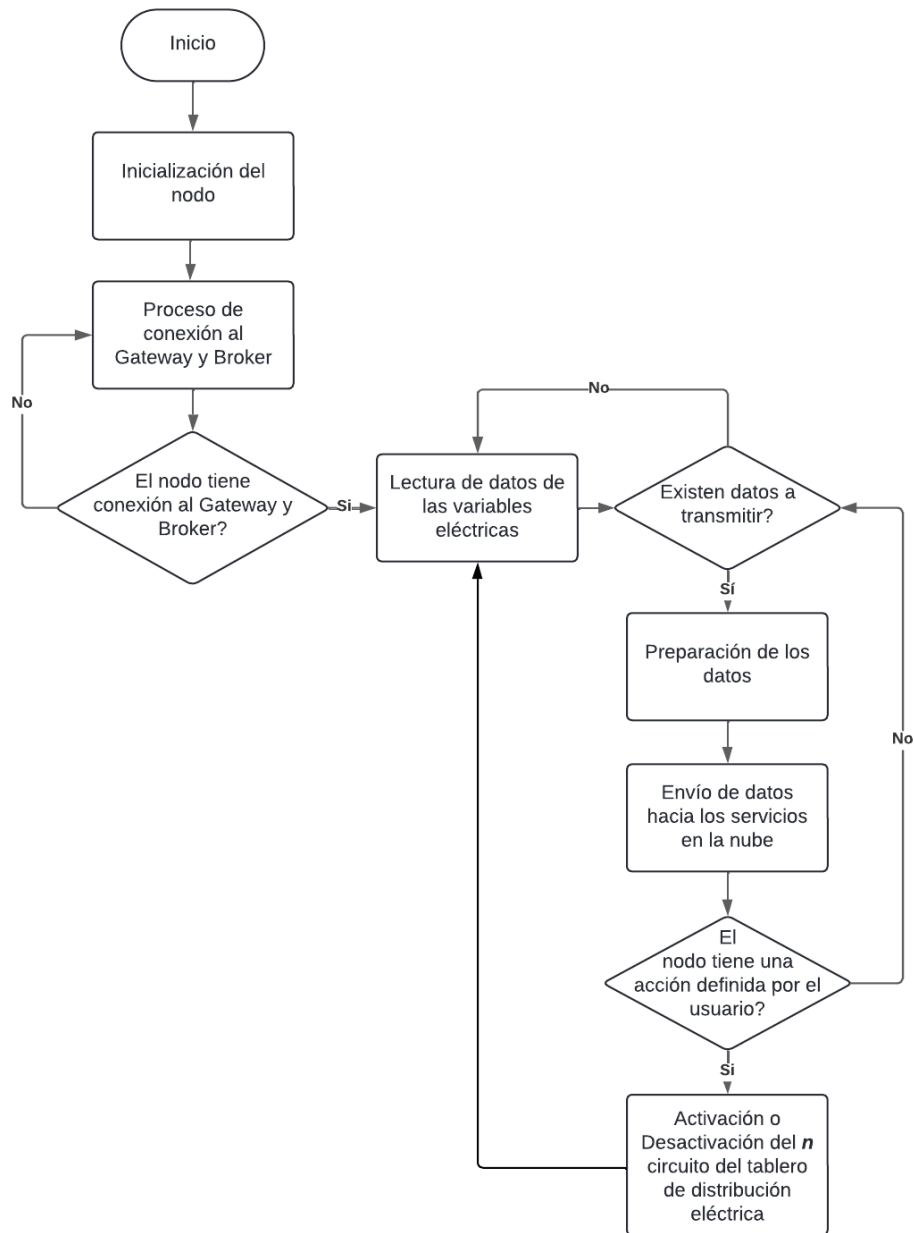 Inicio
Inicialización del
nodo
Proceso de
conexión al
Gateway y Broker
No
El nodo tiene
conexión al Gateway y
Broker?
Si
No
Lectura de datos de
las variables
eléctricas
Existen datos a
transmitir?
Sí
Preparación de los
datos
No
Envío de datos
hacia los servicios
en la nube
El
nodo tiene una
acción definida por el
usuario?
Si
Activación o
Desactivación del n
circuito del tablero
de distribución
eléctrica